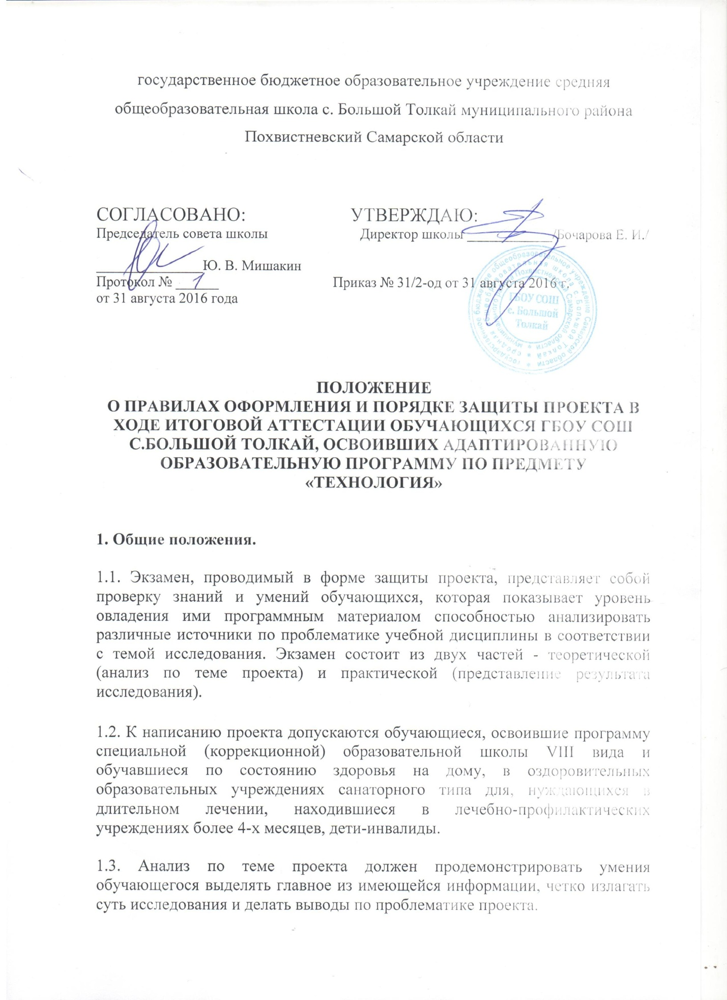 государственное бюджетное образовательное учреждение средняя
общеобразовательная школа с. Большой Толкай муниципального района
Похвистневский Самарской области
СОГЛАСОВАНО:
Председатель совета школы
_______________Ю. В. Мишакин
Протокол № 1
от 31 августа 2016 года
УТВЕРЖДАЮ:
Директор школы ____________/Бочарова Е. И./
Приказ № 31/2-од от 31 августа 2016 г.
ГБОУ СОШ
с. Большой
Толкай
ПОЛОЖЕНИЕ
О ПРАВИЛАХ ОФОРМЛЕНИЯ И ПОРЯДКЕ ЗАЩИТЫ ПРОЕКТА В
ХОДЕ ИТОГОВОЙ АТТЕСТАЦИИ ОБУЧАЮЩИХСЯ ГБОУ СОШ
С.БОЛЬШОЙ ТОЛКАЙ, ОСВОИВШИХ АДАПТИРОВАННУЮ
ОБРАЗОВАТЕЛЬНУЮ ПРОГРАММУ ПО ПРЕДМЕТУ
«ТЕХНОЛОГИЯ»
1. Общие положения.
1.1. Экзамен, проводимый в форме защиты проекта, представляет собой
проверку знаний и умений обучающихся, которая показывает уровень
овладения ими программным материалом способностью анализировать
различные источники по проблематике учебной дисциплины в соответствии
с темой исследования. Экзамен состоит из двух частей - теоретической
(анализ по теме проекта) и практической (представление результата
исследования).
1.2. К написанию проекта допускаются обучающиеся, освоившие программу
специальной (коррекционной) образовательной школы VIII вида и
обучавшиеся по состоянию здоровья на дому, в оздоровительных
образовательных учреждениях санаторного типа для, нуждающихся в
длительном лечении, находившиеся в лечебно-профилактических
учреждениях более 4-х месяцев, дети-инвалиды.
1.3. Анализ по теме проекта должен продемонстрировать умения
обучающегося выделять главное из имеющейся информации, четко излагать
суть исследования и делать выводы по проблематике проекта.